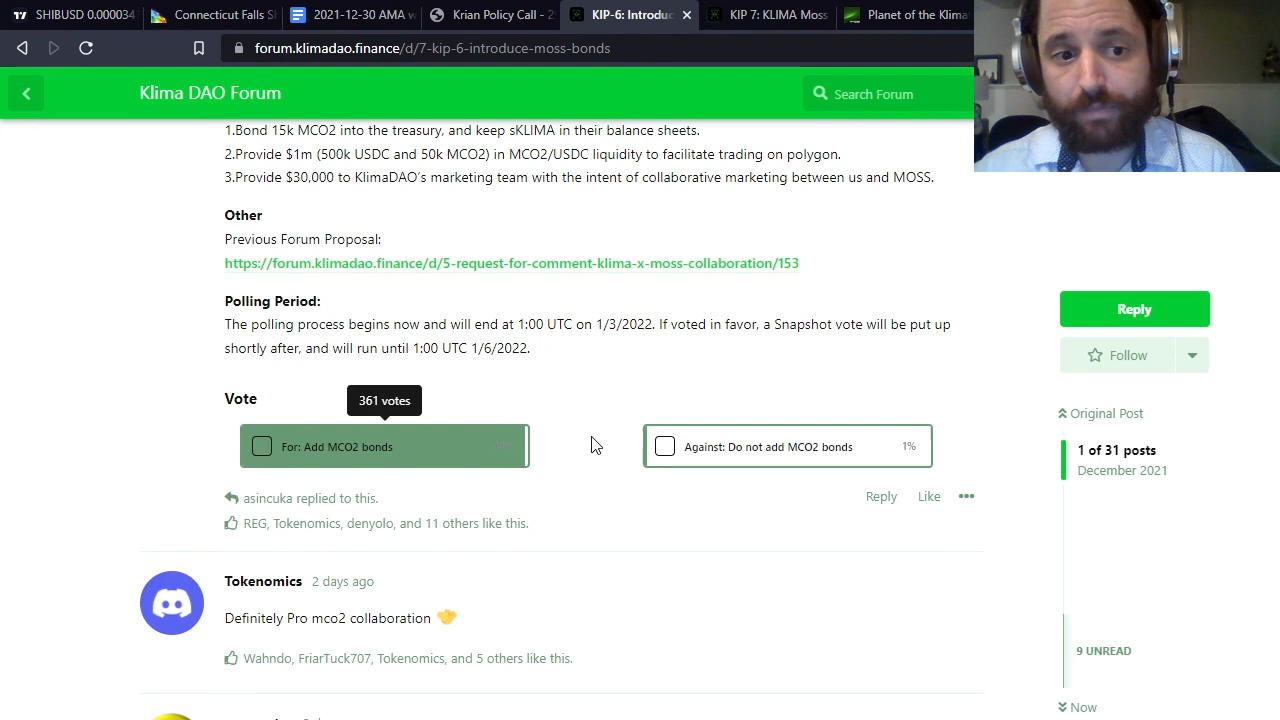 SHIBUSD 0.000034
Connecticut Falls S
2021-12-30 AMA w
Krian Policy Call - 2
KIP-6: Introduc
KIP 7: KLIMA Moss
Planet of the Klima
forum.klimadao.finance/d/7-kip-6-introduce-moss-bonds
Klima DAO Forum
Search Forum
1.Bond 15k MCO2 into the treasury, and keep sKLIMA in their balance sheets.
2.Provide $1m (500k USDC and 50k MCO2) in MCO2/USDC liquidity to facilitate trading on polygon.
3.Provide $30,000 to KlimaDAO's marketing team with the intent of collaborative marketing between us and MOSS.
Other
Previous Forum Proposal:
https://forum.klimadao.finance/d/5-request-for-comment-klima-x-moss-collaboration/153
Polling Period:
The polling process begins now and will end at 1:00 UTC on 1/3/2022. If voted in favor, a Snapshot vote will be put up
shortly after, and will run until 1:00 UTC 1/6/2022.
Reply
Follow
Vote
361 votes
For: Add MCO2 bonds
Against: Do not add MCO2 bonds 1%
Original Post
1 of 31 posts
December 2021
asincuka replied to this.
Reply Like
REG, Tokenomics, denyolo, and 11 others like this.
Tokenomics 2 days ago
Definitely Pro mco2 collaboration
Wahndo, FriarTuck707, Tokenomics, and 5 others like this.
9 UNREAD
Now